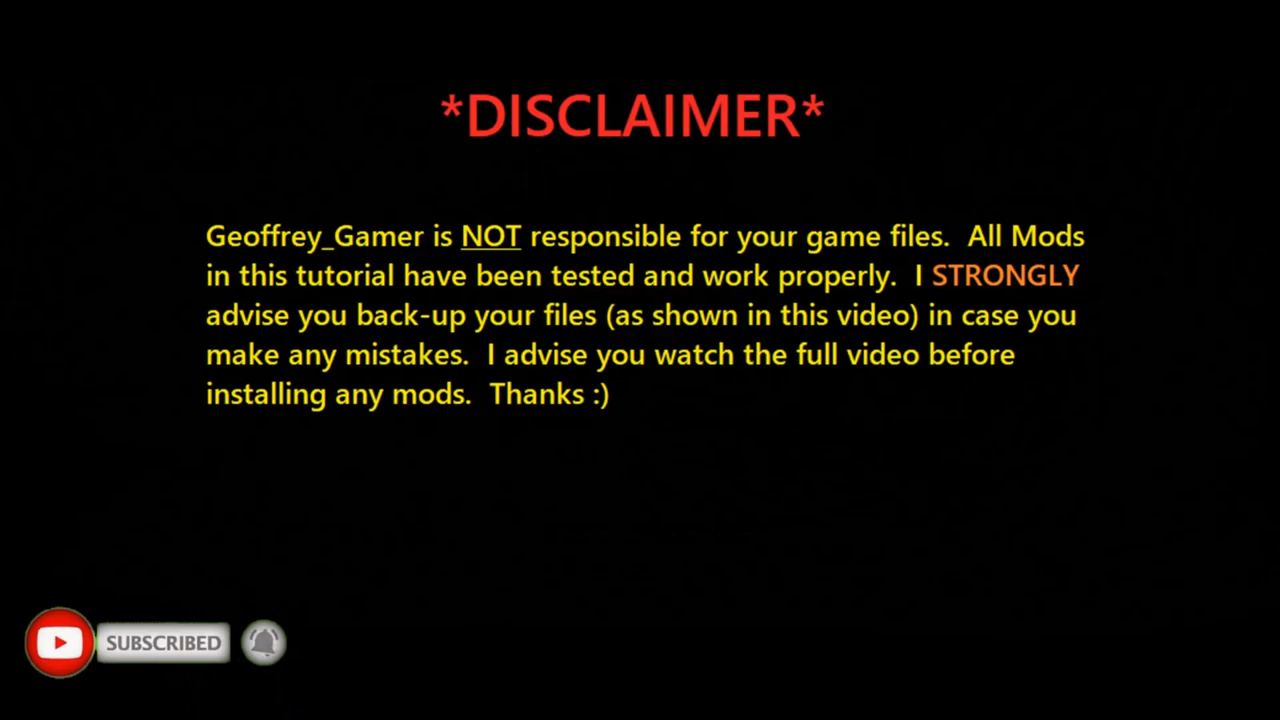 *DISCLAIMER*
Geoffrey_Gamer is NOT responsible for your game files.  All Mods
in this tutorial have been tested and work properly.  I STRONGLY
advise you back-up your files (as shown in this video) in case you
make any mistakes.  I advise you watch the full video before
installing any mods.  Thanks :)
SUBSCRIBED